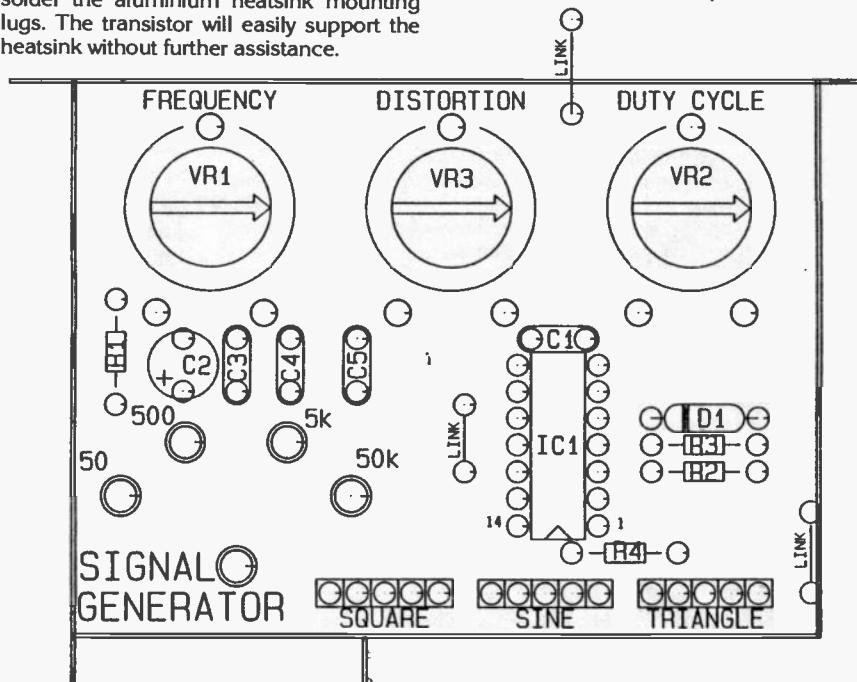 solder the aluminium heatsink mounting
lugs. The transistor will easily support the
heatsink without further assistance.
LINK
FREQUENCY DISTORTION DUTY CYCLE
VR1 VR3 VR2
R1 C2 C3 C4 C5 C1
+
500 5k
D1
50 50k LINK IC1 R3
R2
14 1
R4 LINK
SIGNAL
GENERATOR
SQUARE SINE TRIANGLE